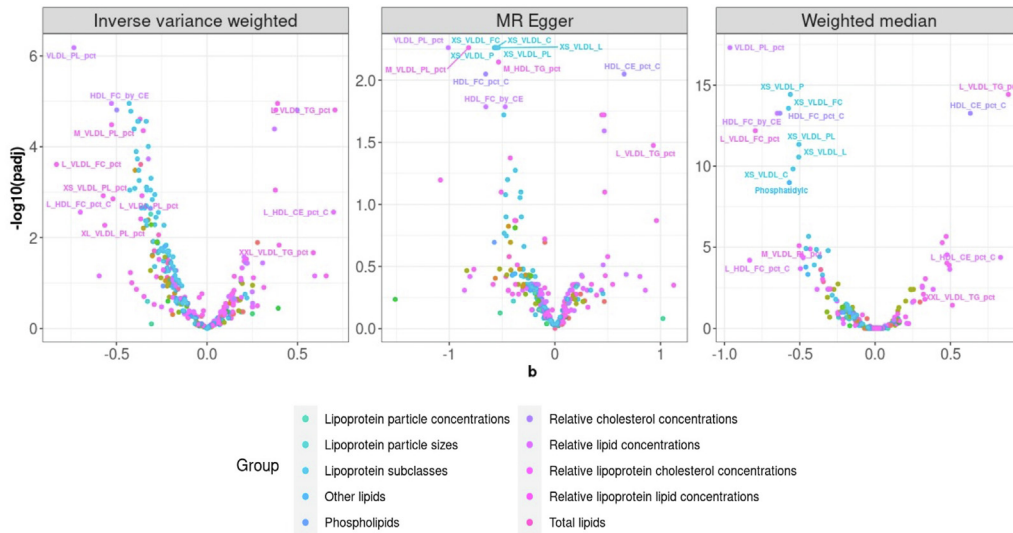 Inverse variance weighted
MR Egger
Weighted median
-log10(padj)
6
4
2
0
-0.5
0.0
0.5
VLDL_PL_pct
HDL_FC_by_CE
L_VLDL_TG_pct
M_VLDL_PL_pct
L_VLDL_FC_pct
XS_VLDL_PL_pct
L_VLDL_PL_pct
L_HDL_FC_pct_C
L_HDL_CE_pct_C
XL_VLDL_PL_pct
XXL_VLDL_TG_pct
2.0
1.5
1.0
0.5
0.0
-1
0
1
VLDL_PL_pct
XS_VLDL_FC
XS_VLDL_C
XS_VLDL_L
XS_VLDL_P
XS_VLDL_PL
M_VLDL_PL_pct
M_HDL_TG_pct
HDL_FC_pct_C
HDL_CE_pct_C
HDL_FC_by_CE
L_VLDL_TG_pct
15
10
5
0
-1.0
-0.5
0.0
0.5
VLDL_PL_pct
XS_VLDL_P
L_VLDL_TG_pct
XS_VLDL_FC
HDL_CE_pct_C
HDL_FC_by_CE
HDL_FC_pct_C
L_VLDL_FC_pct
XS_VLDL_PL
XS_VLDL_L
XS_VLDL_C
Phosphatidylc
L_HDL_FC_pct_C
L_HDL_CE_pct_C
XXL_VLDL_TG_pct
b
Group
Lipoprotein particle concentrations
Lipoprotein particle sizes
Lipoprotein subclasses
Other lipids
Phospholipids
Relative cholesterol concentrations
Relative lipid concentrations
Relative lipoprotein cholesterol concentrations
Relative lipoprotein lipid concentrations
Total lipids